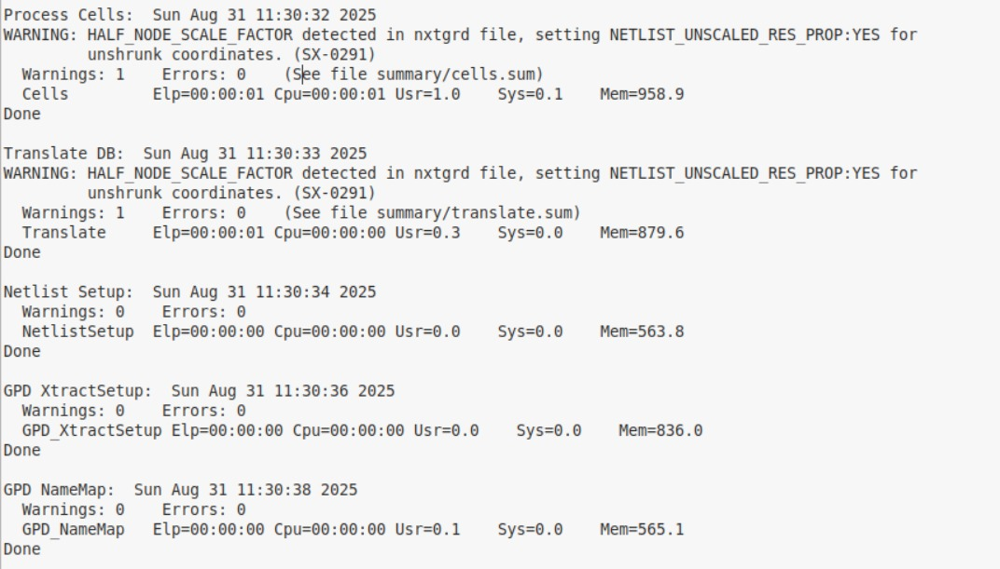 Process Cells:  Sun Aug 31 11:30:32 2025
WARNING: HALF_NODE_SCALE_FACTOR detected in nxtgrd file, setting NETLIST_UNSCALED_RES_PROP:YES for
         unshrunk coordinates. (SX-0291)
  Warnings: 1    Errors: 0    (See file summary/cells.sum)
  Cells         Elp=00:00:01 Cpu=00:00:01 Usr=1.0    Sys=0.1    Mem=958.9
Done

Translate DB:  Sun Aug 31 11:30:33 2025
WARNING: HALF_NODE_SCALE_FACTOR detected in nxtgrd file, setting NETLIST_UNSCALED_RES_PROP:YES for
         unshrunk coordinates. (SX-0291)
  Warnings: 1    Errors: 0    (See file summary/translate.sum)
  Translate     Elp=00:00:01 Cpu=00:00:00 Usr=0.3    Sys=0.0    Mem=879.6
Done

Netlist Setup:  Sun Aug 31 11:30:34 2025
  Warnings: 0    Errors: 0
  NetlistSetup  Elp=00:00:00 Cpu=00:00:00 Usr=0.0    Sys=0.0    Mem=563.8
Done

GPD XtractSetup:  Sun Aug 31 11:30:36 2025
  Warnings: 0    Errors: 0
  GPD_XtractSetup Elp=00:00:00 Cpu=00:00:00 Usr=0.0    Sys=0.0    Mem=836.0
Done

GPD NameMap:  Sun Aug 31 11:30:38 2025
  Warnings: 0    Errors: 0
  GPD_NameMap   Elp=00:00:00 Cpu=00:00:00 Usr=0.1    Sys=0.0    Mem=565.1
Done